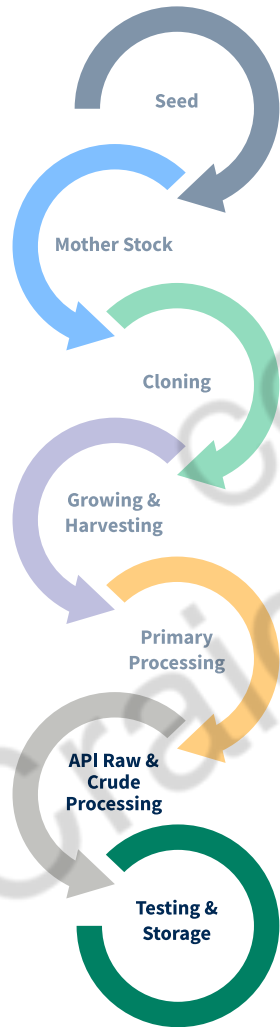 Seed
Mother Stock
Cloning
Growing &
Harvesting
Primary
Processing
API Raw &
Crude
Processing
Testing &
Storage